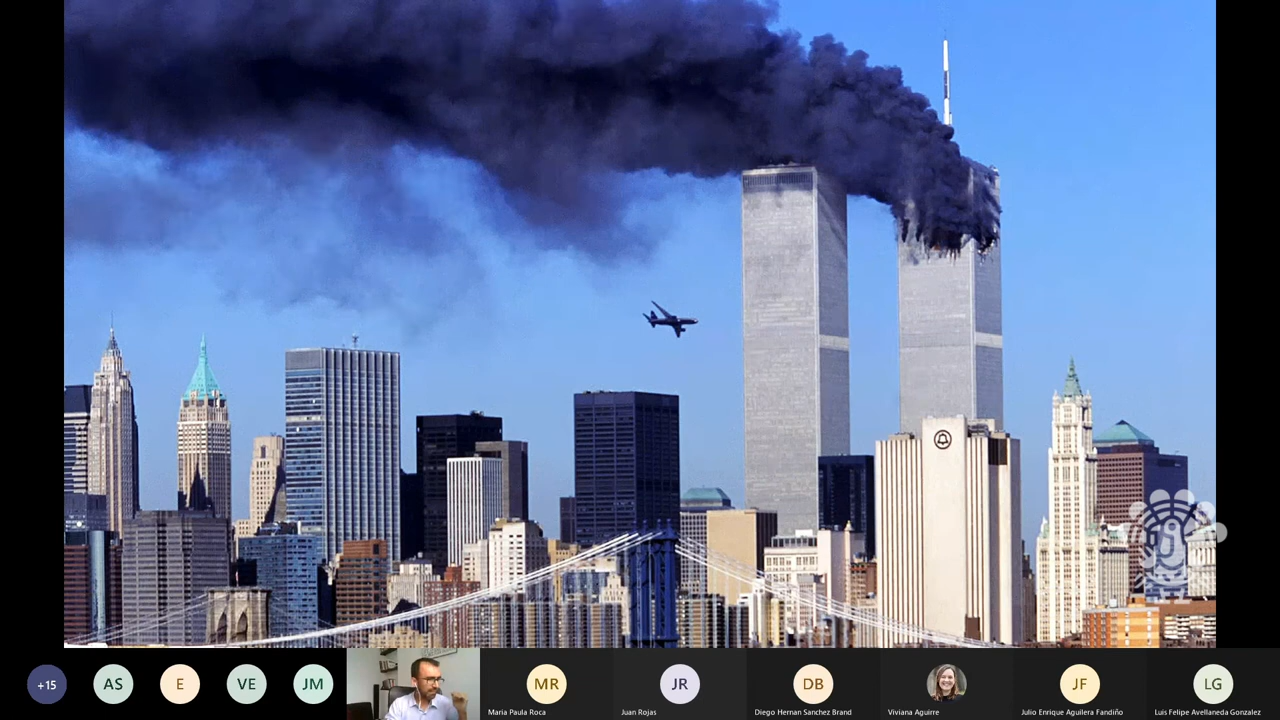 +15
AS
E
VE
JM
MR
Maria Paula Roca
JR
Juan Rojas
DB
Diego Hernan Sanchez Brand
Viviana Aguirre
JF
Julio Enrique Aguilera Fandiño
LG
Luis Felipe Avellaneda Gonzalez